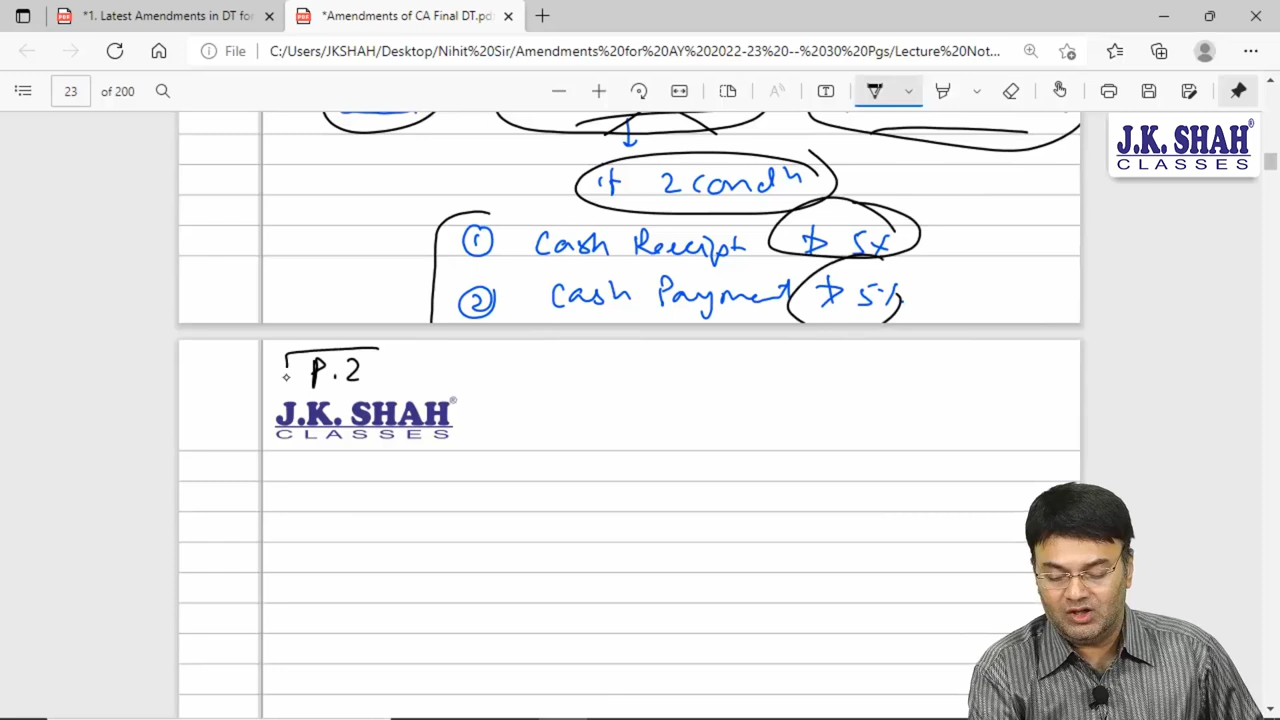 *1. Latest Amendments in DT for
*Amendments of CA Final DT.pdf
File
C:/Users/JKSHAH/Desktop/Nihit%20Sir/Amendments%20for%20AY%202022-23%20--%2030%20Pgs/Lecture%20Not...
23 of 200
J.K. SHAH®
CLASSES
if 2 condn
① Cash Receipt ≯ 5%
② Cash Payment ≯ 5%
P.2
J.K. SHAH®
CLASSES